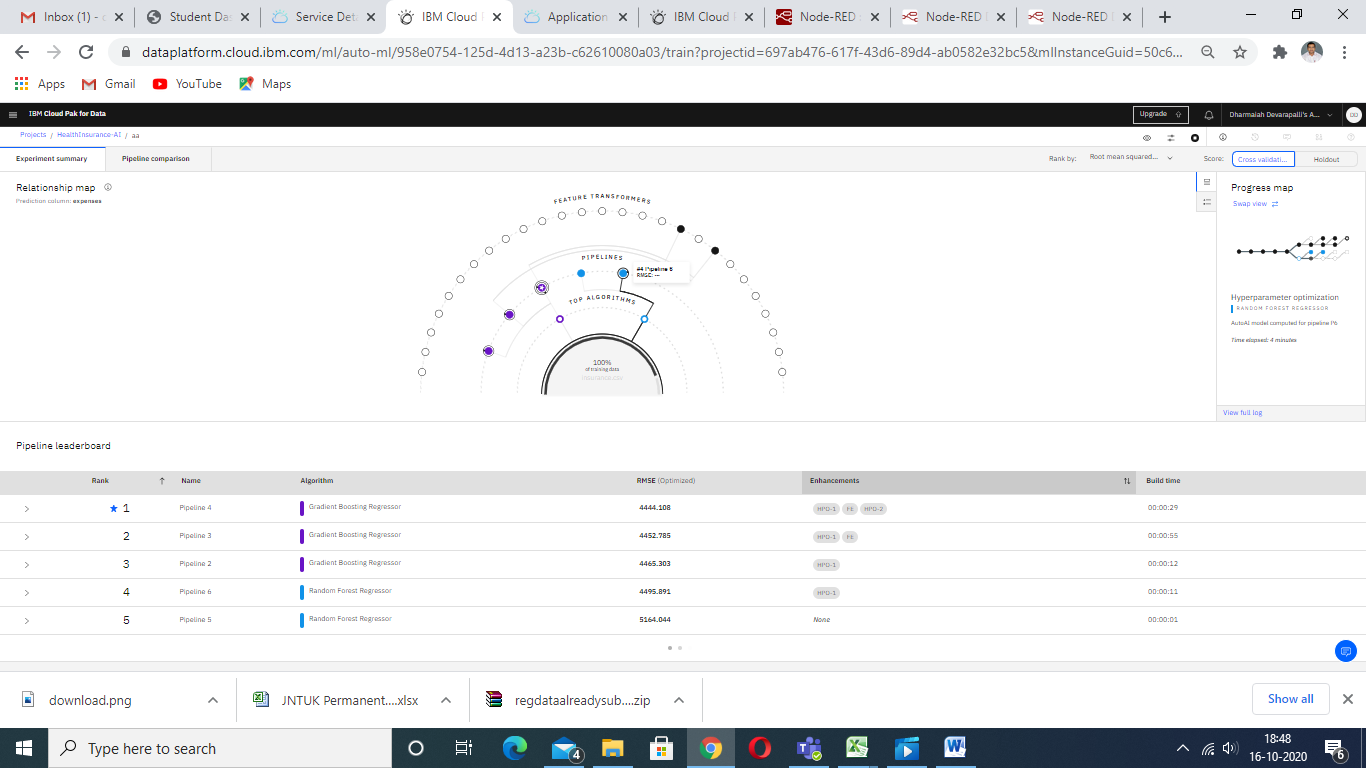 Inbox (1) - c
Student Das
Service Deta
IBM Cloud
Application
IBM Cloud
Node-RED
Node-RED
Node-RED
dataplatform.cloud.ibm.com/ml/auto-ml/958e0754-125d-4d13-a23b-c62610080a03/train?projectid=697ab476-617f-43d6-89d4-ab0582e32bc5&mlInstanceGuid=50c6...
Apps
Gmail
YouTube
Maps
IBM Cloud Pak for Data
Upgrade
Dharmaiah Devarapalli's A...
DD
Projects / HealthInsurance-AI / aa
Experiment summary
Pipeline comparison
Rank by: Root mean squared...
Score: Cross validati... Holdout
Relationship map
Prediction column: expenses
FEATURE TRANSFORMERS
PIPELINES
#4 Pipeline 6
RMSE: --
TOP ALGORITHMS
100%
of training data
Progress map
Swap view
Hyperparameter optimization
RANDOM FOREST REGRESSOR
AutoAI model computed for pipeline P6
Time elapsed: 4 minutes
View full log
Pipeline leaderboard
Rank Name Algorithm RMSE (Optimized) Enhancements Build time
1 Pipeline 4 Gradient Boosting Regressor 4444.108 HPO-1 FE HPO-2 00:00:29
2 Pipeline 3 Gradient Boosting Regressor 4452.785 HPO-1 FE 00:00:55
3 Pipeline 2 Gradient Boosting Regressor 4465.303 HPO-1 00:00:12
4 Pipeline 6 Random Forest Regressor 4495.891 HPO-1 00:00:11
5 Pipeline 5 Random Forest Regressor 5164.044 None 00:00:01
download.png
JNTUK Permanent....xlsx
regdataalreadysub....zip
Show all
Type here to search
4
18:48
16-10-2020
6